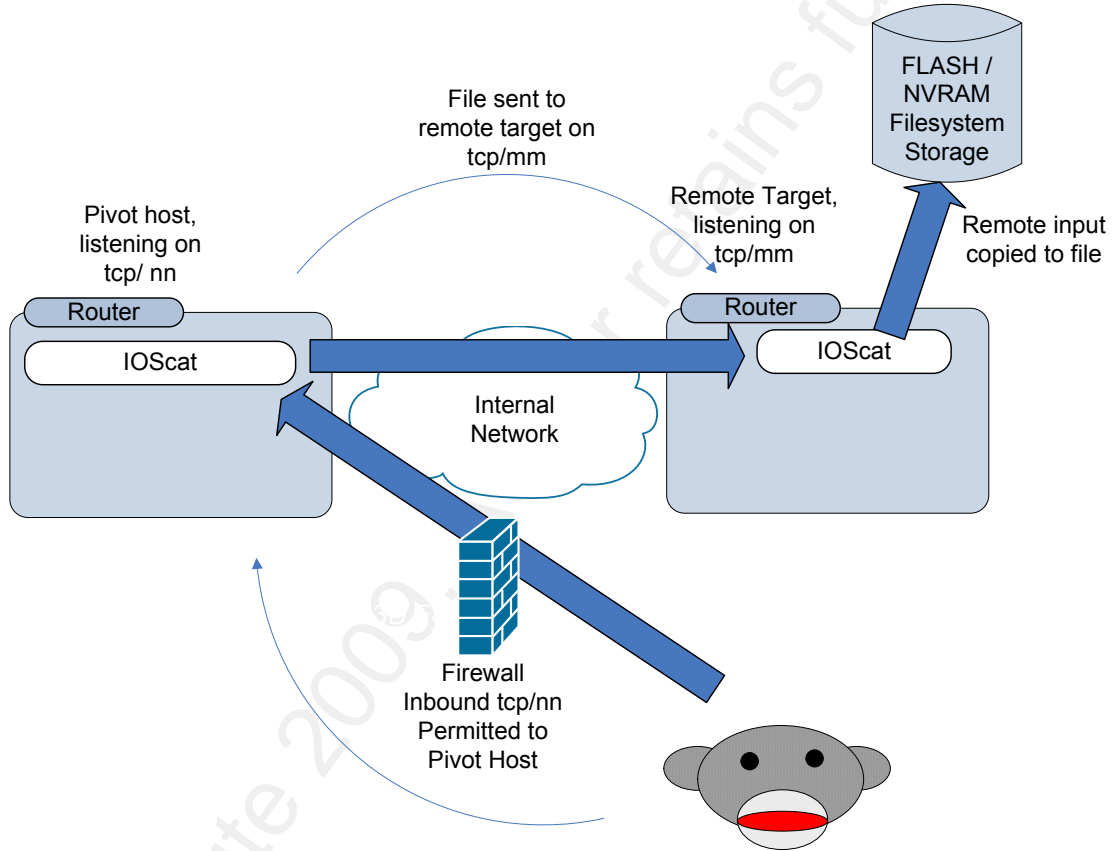 FLASH /
NVRAM
Filesystem
Storage
File sent to
remote target on
tcp/mm
Pivot host,
listening on
tcp/ nn
Remote Target,
listening on
tcp/mm
Remote input
copied to file
Router
IOScat
Router
IOScat
Internal
Network
Firewall
Inbound tcp/nn
Permitted to
Pivot Host
2009,
retains